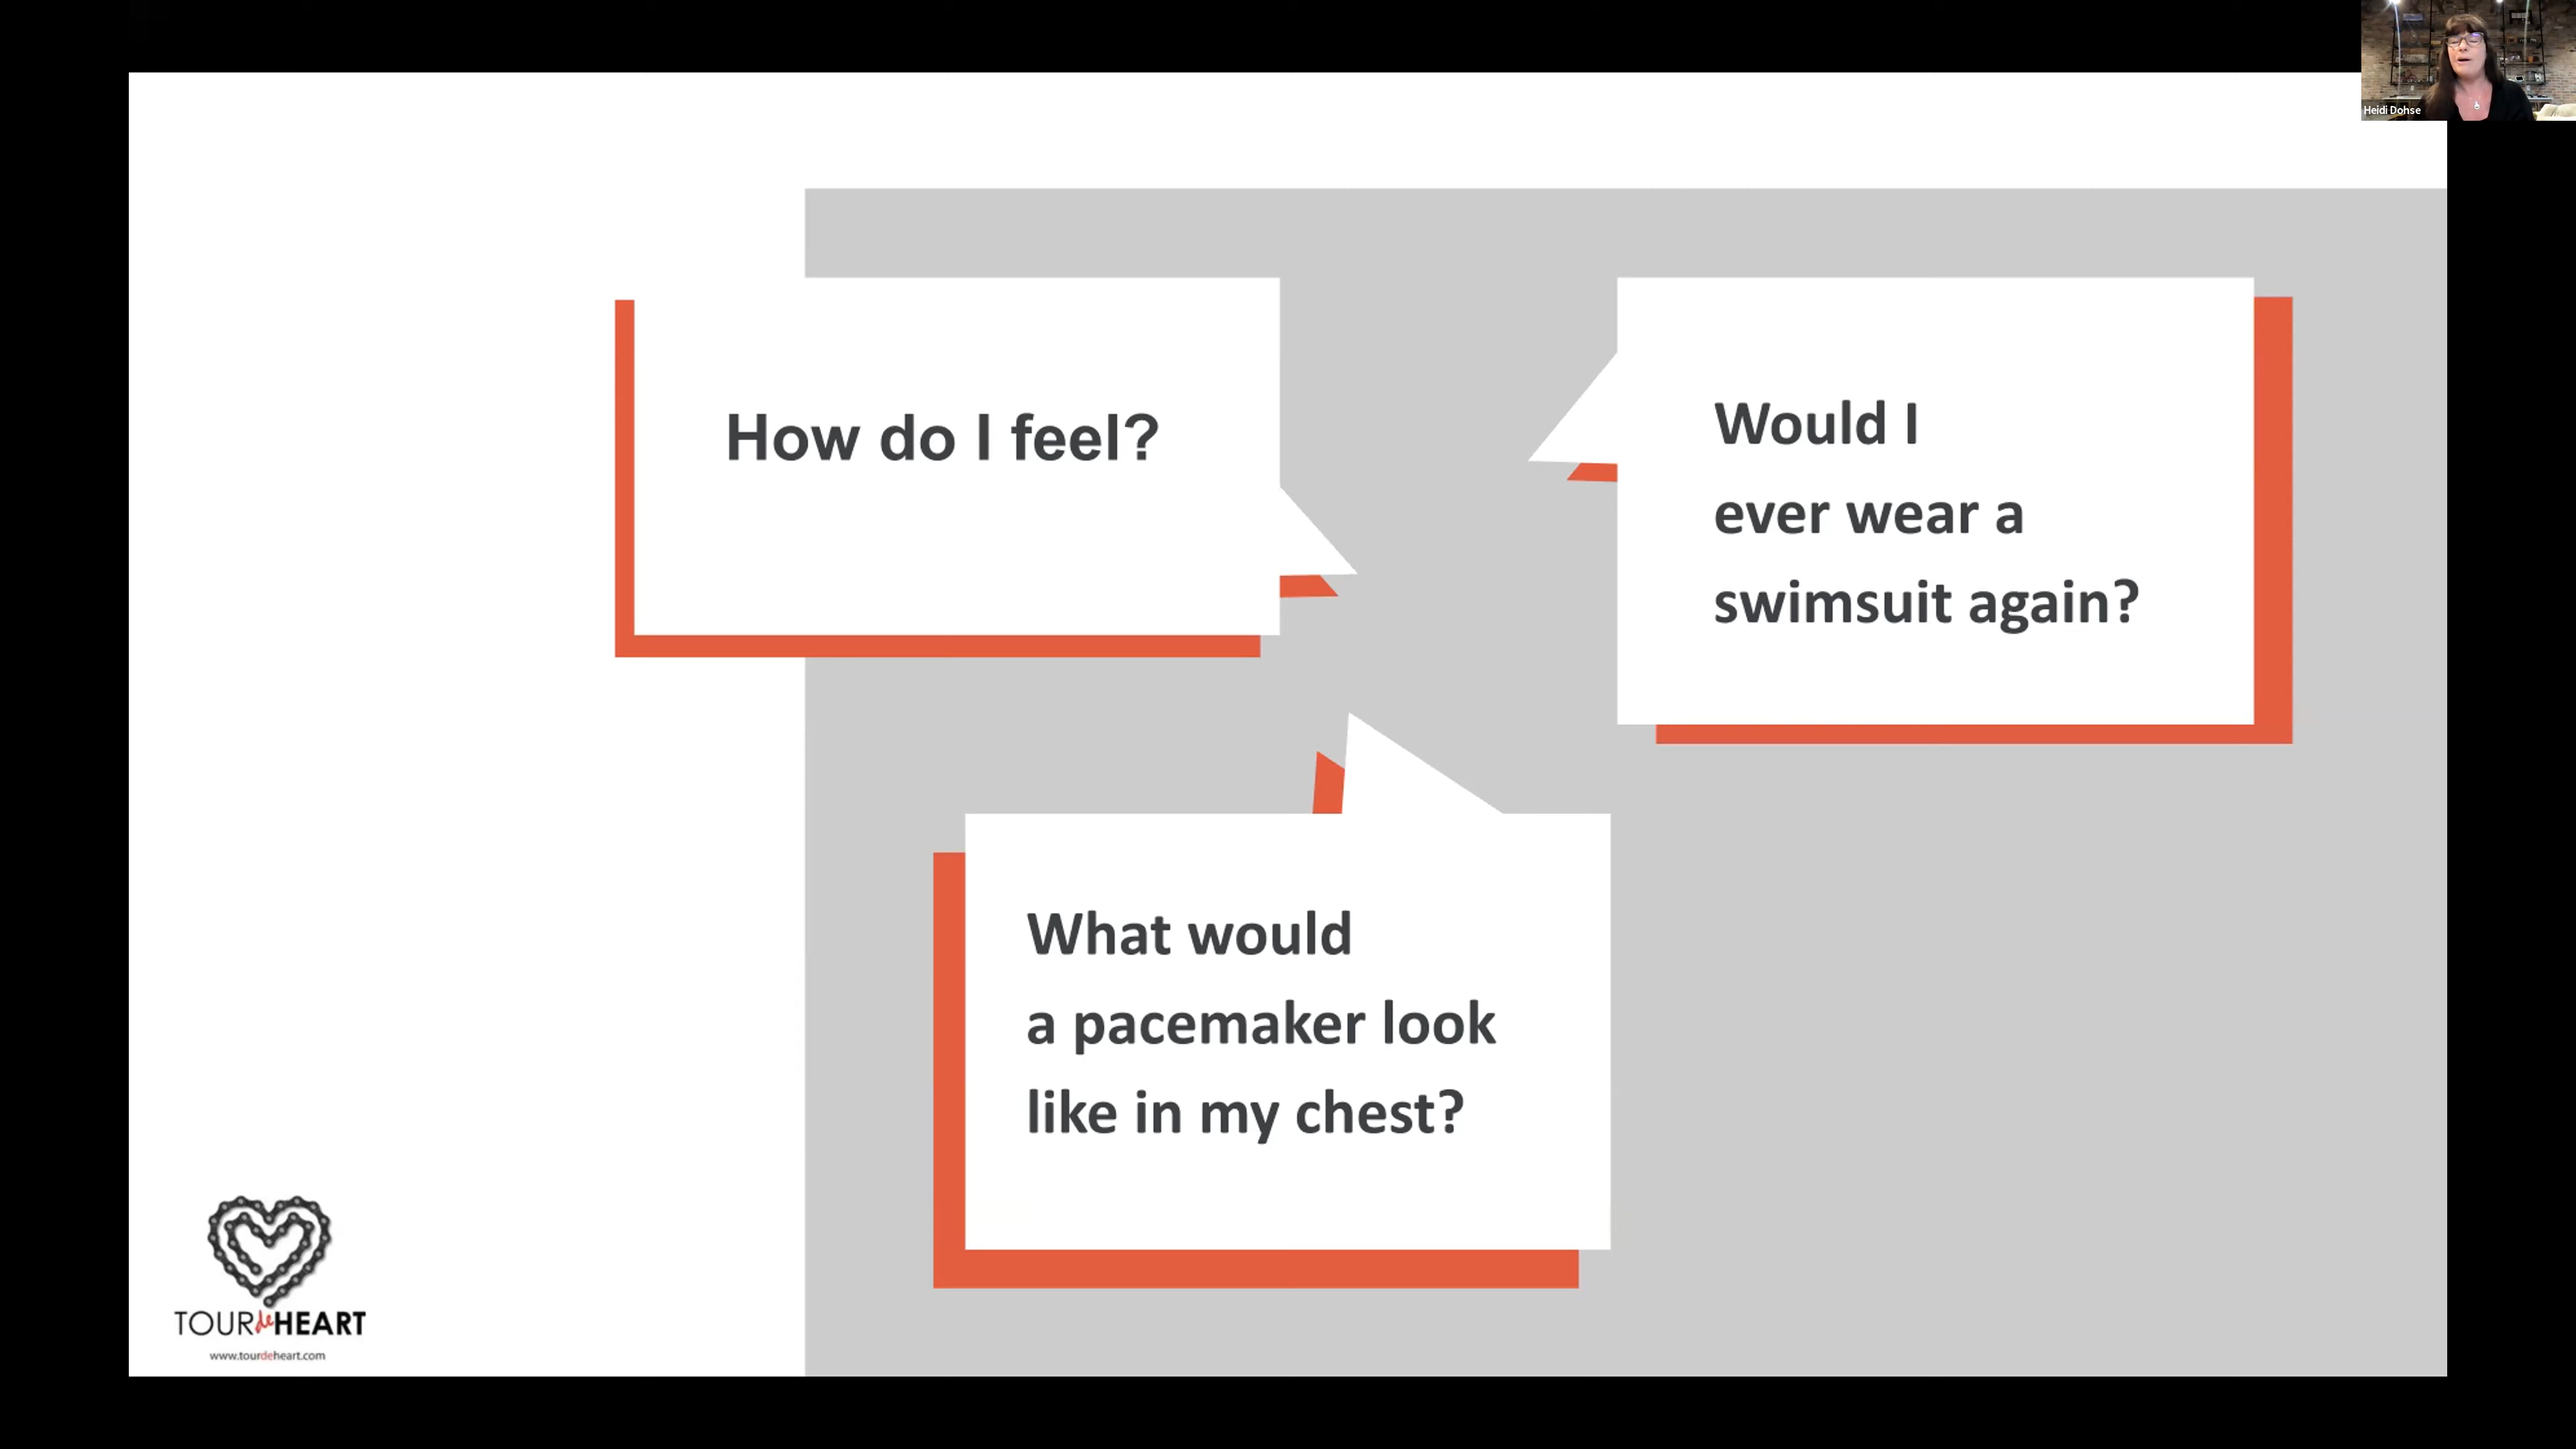 Heidi Dohse
How do I feel?
Would I
ever wear a
swimsuit again?
What would
a pacemaker look
like in my chest?
TOUR de HEART
www.tourdeheart.com